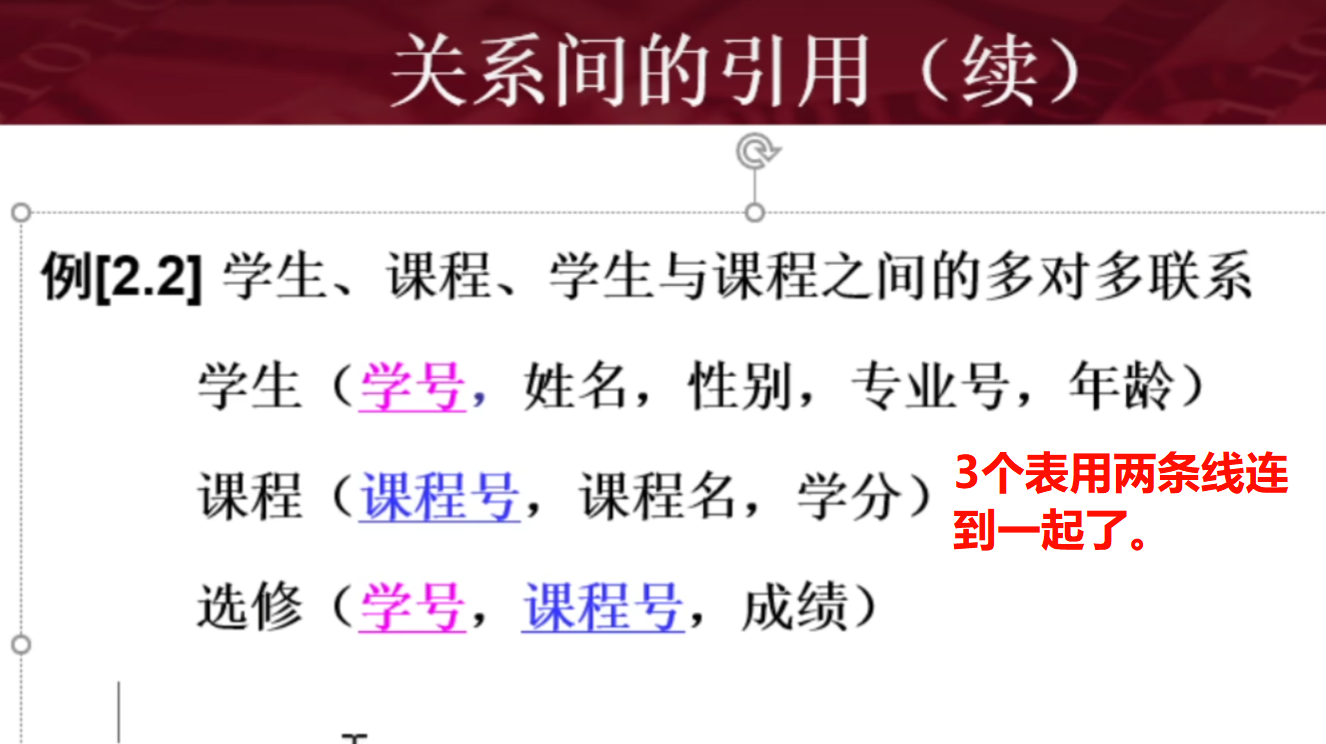 关系间的引用（续）
例[2.2] 学生、课程、学生与课程之间的多对多联系
学生（学号，姓名，性别，专业号，年龄）
课程（课程号，课程名，学分）
3个表用两条线连
到一起了。
选修（学号，课程号，成绩）